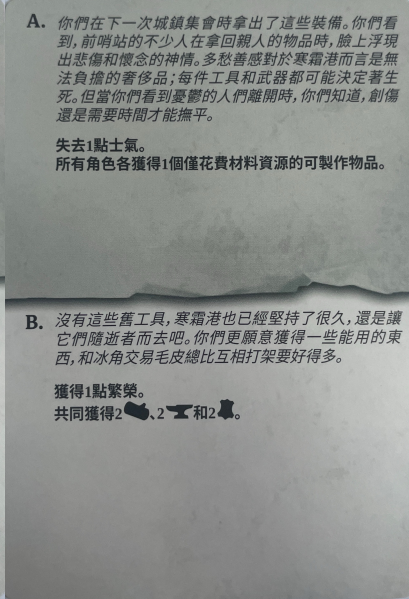 A. 你們在下一次城鎮集會時拿出了這些裝備。你們看
到，前哨站的不少人在拿回親人的物品時，臉上浮現
出悲傷和懷念的神情。多愁善感對於寒霜港而言是無
法負擔的奢侈品；每件工具和武器都可能決定著生
死。但當你們看到憂鬱的人們離開時，你們知道，創傷
還是需要時間才能撫平。
失去1點士氣。
所有角色各獲得1個僅花費材料資源的可製作物品。
B. 沒有這些舊工具，寒霜港也已經堅持了很久，還是讓
它們隨逝者而去吧。你們更願意獲得一些能用的東
西，和冰角交易毛皮總比互相打架要好得多。
獲得1點繁榮。
共同獲得2、2和2。